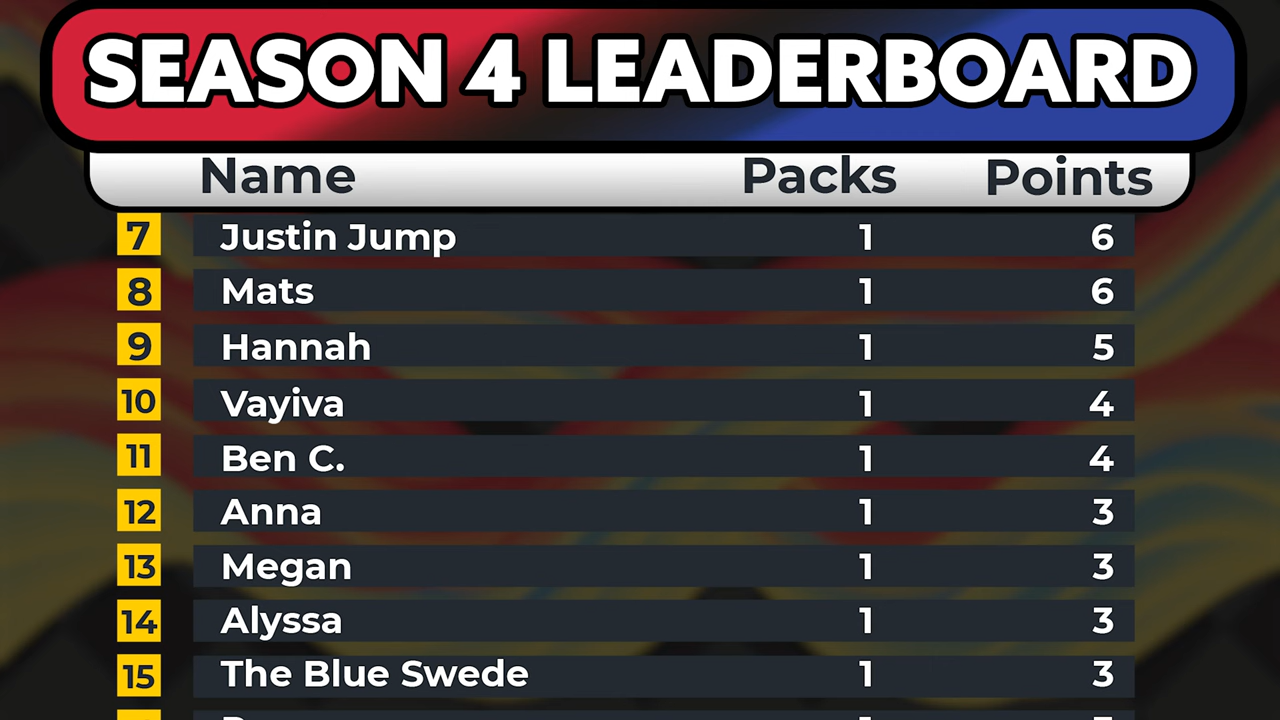 SEASON 4 LEADERBOARD
Name Packs Points
7 Justin Jump 1 6
8 Mats 1 6
9 Hannah 1 5
10 Vayiva 1 4
11 Ben C. 1 4
12 Anna 1 3
13 Megan 1 3
14 Alyssa 1 3
15 The Blue Swede 1 3